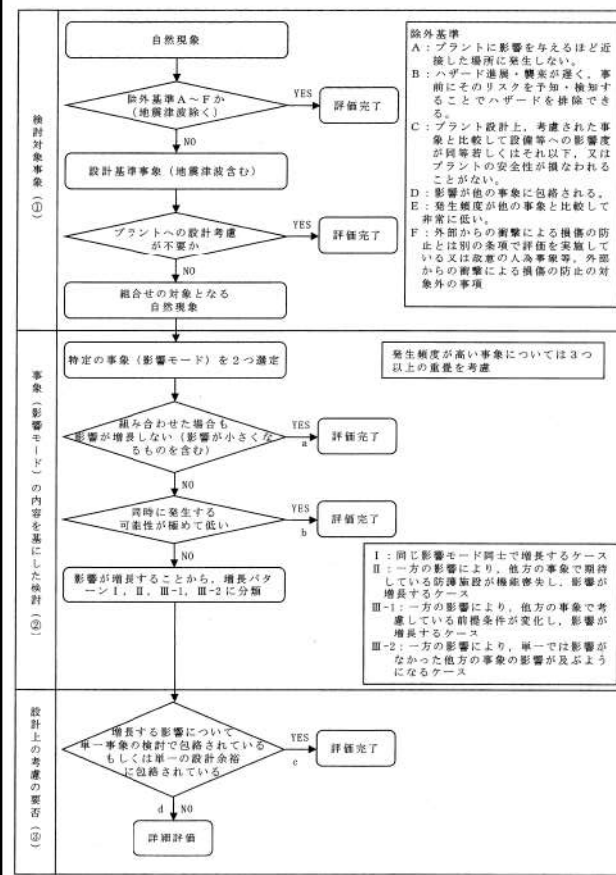 検討対象事象(①)
自然現象
除外基準A～Fか
(地震津波除く)
YES
評価完了
NO
設計基準事象(地震津波含む)
プラントへの設計考慮
が不要か
YES
評価完了
NO
組合せの対象となる
自然現象
除外基準
A:プラントに影響を与えるほど近
接した場所に発生しない。
B:ハザード進展・襲来が遅く,事
前にそのリスクを予知・検知す
ることでハザードを排除でき
る。
C:プラント設計上,考慮された事
象と比較して設備等への影響度
が同等若しくはそれ以下,又は
プラントの安全性が損なわれる
ことがない。
D:影響が他の事象に包絡される。
E:発生頻度が他の事象と比較して
非常に低い。
F:外部からの衝撃による損傷の防
止とは別の条項で評価を実施して
いる又は故意の人為事象等,外部
からの衝撃による損傷の防止の対
象外の事項
事象(影響モード)の内容を基にした検討(②)
特定の事象(影響モード)を2つ選定
発生頻度が高い事象については3つ
以上の重畳を考慮
組み合わせた場合も
影響が増長しない(影響が小さくな
るものを含む)
YES
a
評価完了
NO
同時に発生する
可能性が極めて低い
YES
b
評価完了
NO
影響が増長することから,増長パタ
ーンⅠ,Ⅱ,Ⅲ-1,Ⅲ-2に分類
Ⅰ:同じ影響モード同士で増長するケース
Ⅱ:一方の影響により,他方の事象で期待
している防護施設が機能喪失し,影響が
増長するケース
Ⅲ-1:一方の影響により,他方の事象で考
慮している前提条件が変化し,影響が
増長するケース
Ⅲ-2:一方の影響により,単一では影響が
なかった他方の事象の影響が及ぶよう
になるケース
設計上の考慮の要否(③)
増長する影響について
単一事象の検討で包絡されている
もしくは単一の設計余裕
に包絡されている
YES
c
評価完了
d NO
詳細評価